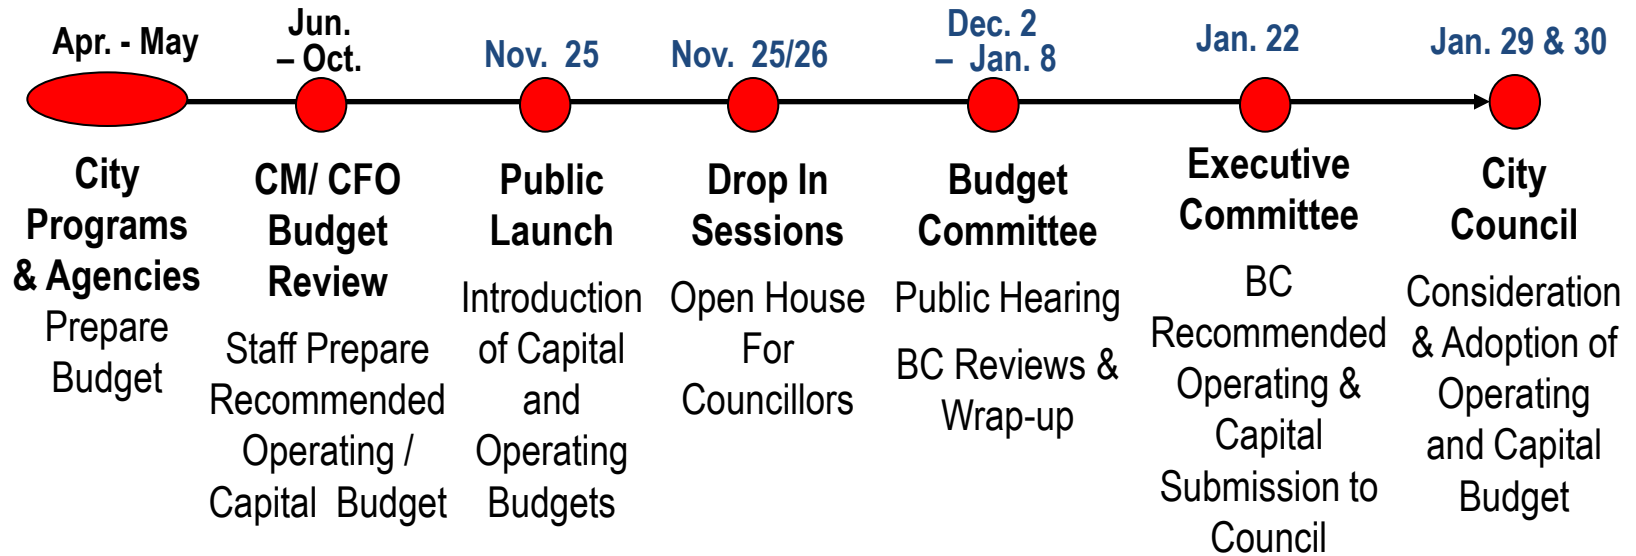 Apr. - May
City
Programs
& Agencies
Prepare
Budget
Jun.
– Oct.
CM/ CFO
Budget
Review
Staff Prepare
Recommended
Operating /
Capital Budget
Nov. 25
Public
Launch
Introduction
of Capital
and
Operating
Budgets
Nov. 25/26
Drop In
Sessions
Open House
For
Councillors
Dec. 2
– Jan. 8
Budget
Committee
Public Hearing
BC Reviews &
Wrap-up
Jan. 22
Executive
Committee
BC
Recommended
Operating &
Capital
Submission to
Council
Jan. 29 & 30
City
Council
Consideration
& Adoption of
Operating
and Capital
Budget